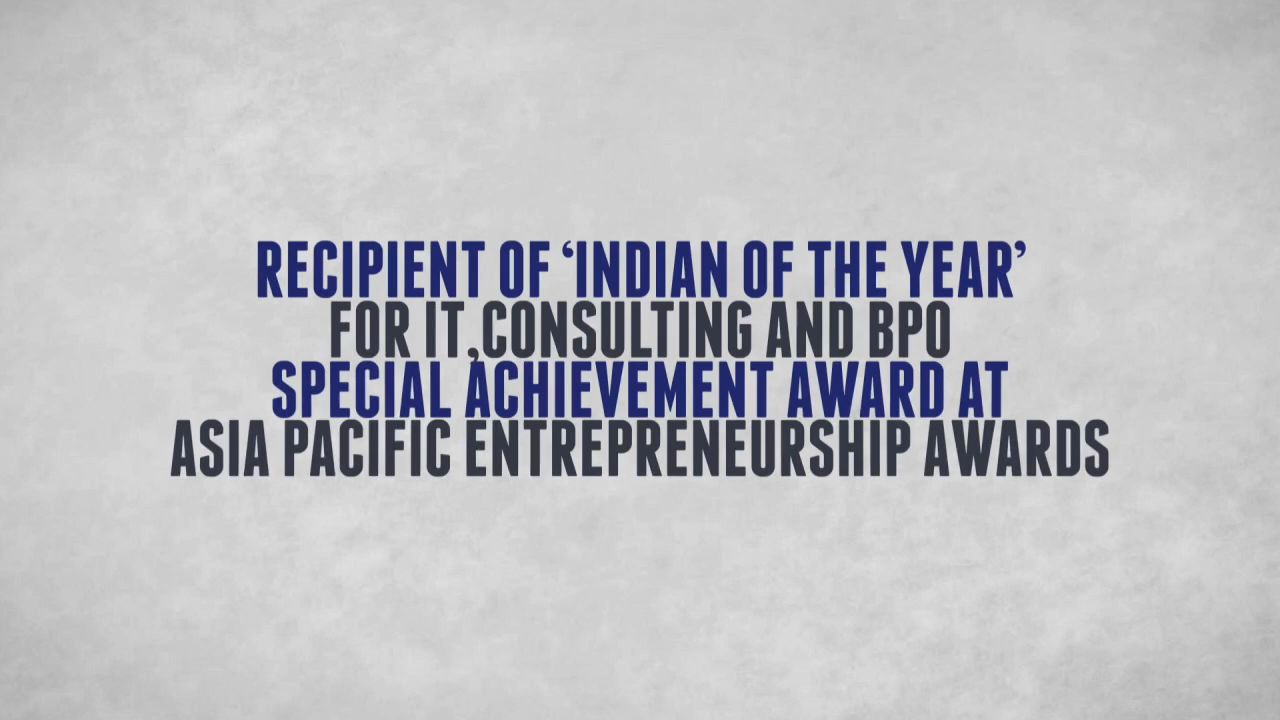 RECIPIENT OF ‘INDIAN OF THE YEAR’
FOR IT,CONSULTING AND BPO
SPECIAL ACHIEVEMENT AWARD AT
ASIA PACIFIC ENTREPRENEURSHIP AWARDS